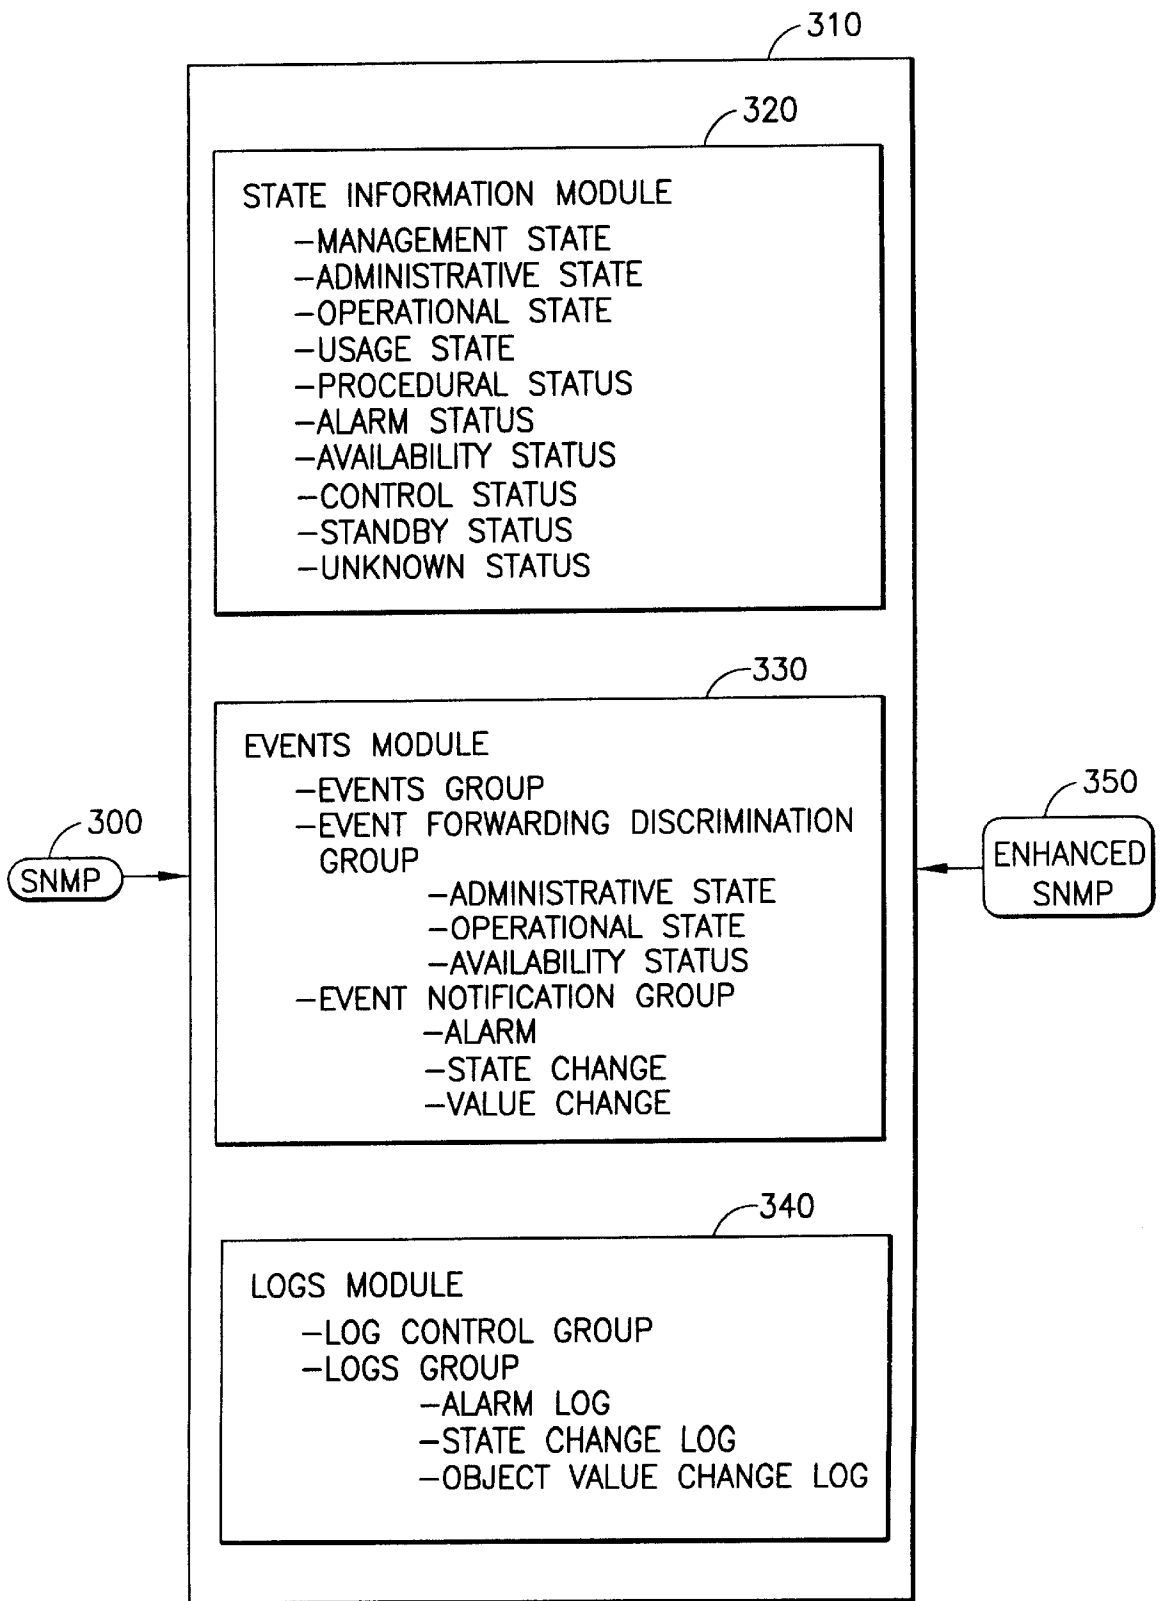 310
320
STATE INFORMATION MODULE
-MANAGEMENT STATE
-ADMINISTRATIVE STATE
-OPERATIONAL STATE
-USAGE STATE
-PROCEDURAL STATUS
-ALARM STATUS
-AVAILABILITY STATUS
-CONTROL STATUS
-STANDBY STATUS
-UNKNOWN STATUS
330
EVENTS MODULE
-EVENTS GROUP
-EVENT FORWARDING DISCRIMINATION
GROUP
-ADMINISTRATIVE STATE
-OPERATIONAL STATE
-AVAILABILITY STATUS
-EVENT NOTIFICATION GROUP
-ALARM
-STATE CHANGE
-VALUE CHANGE
300
SNMP
350
ENHANCED
SNMP
340
LOGS MODULE
-LOG CONTROL GROUP
-LOGS GROUP
-ALARM LOG
-STATE CHANGE LOG
-OBJECT VALUE CHANGE LOG